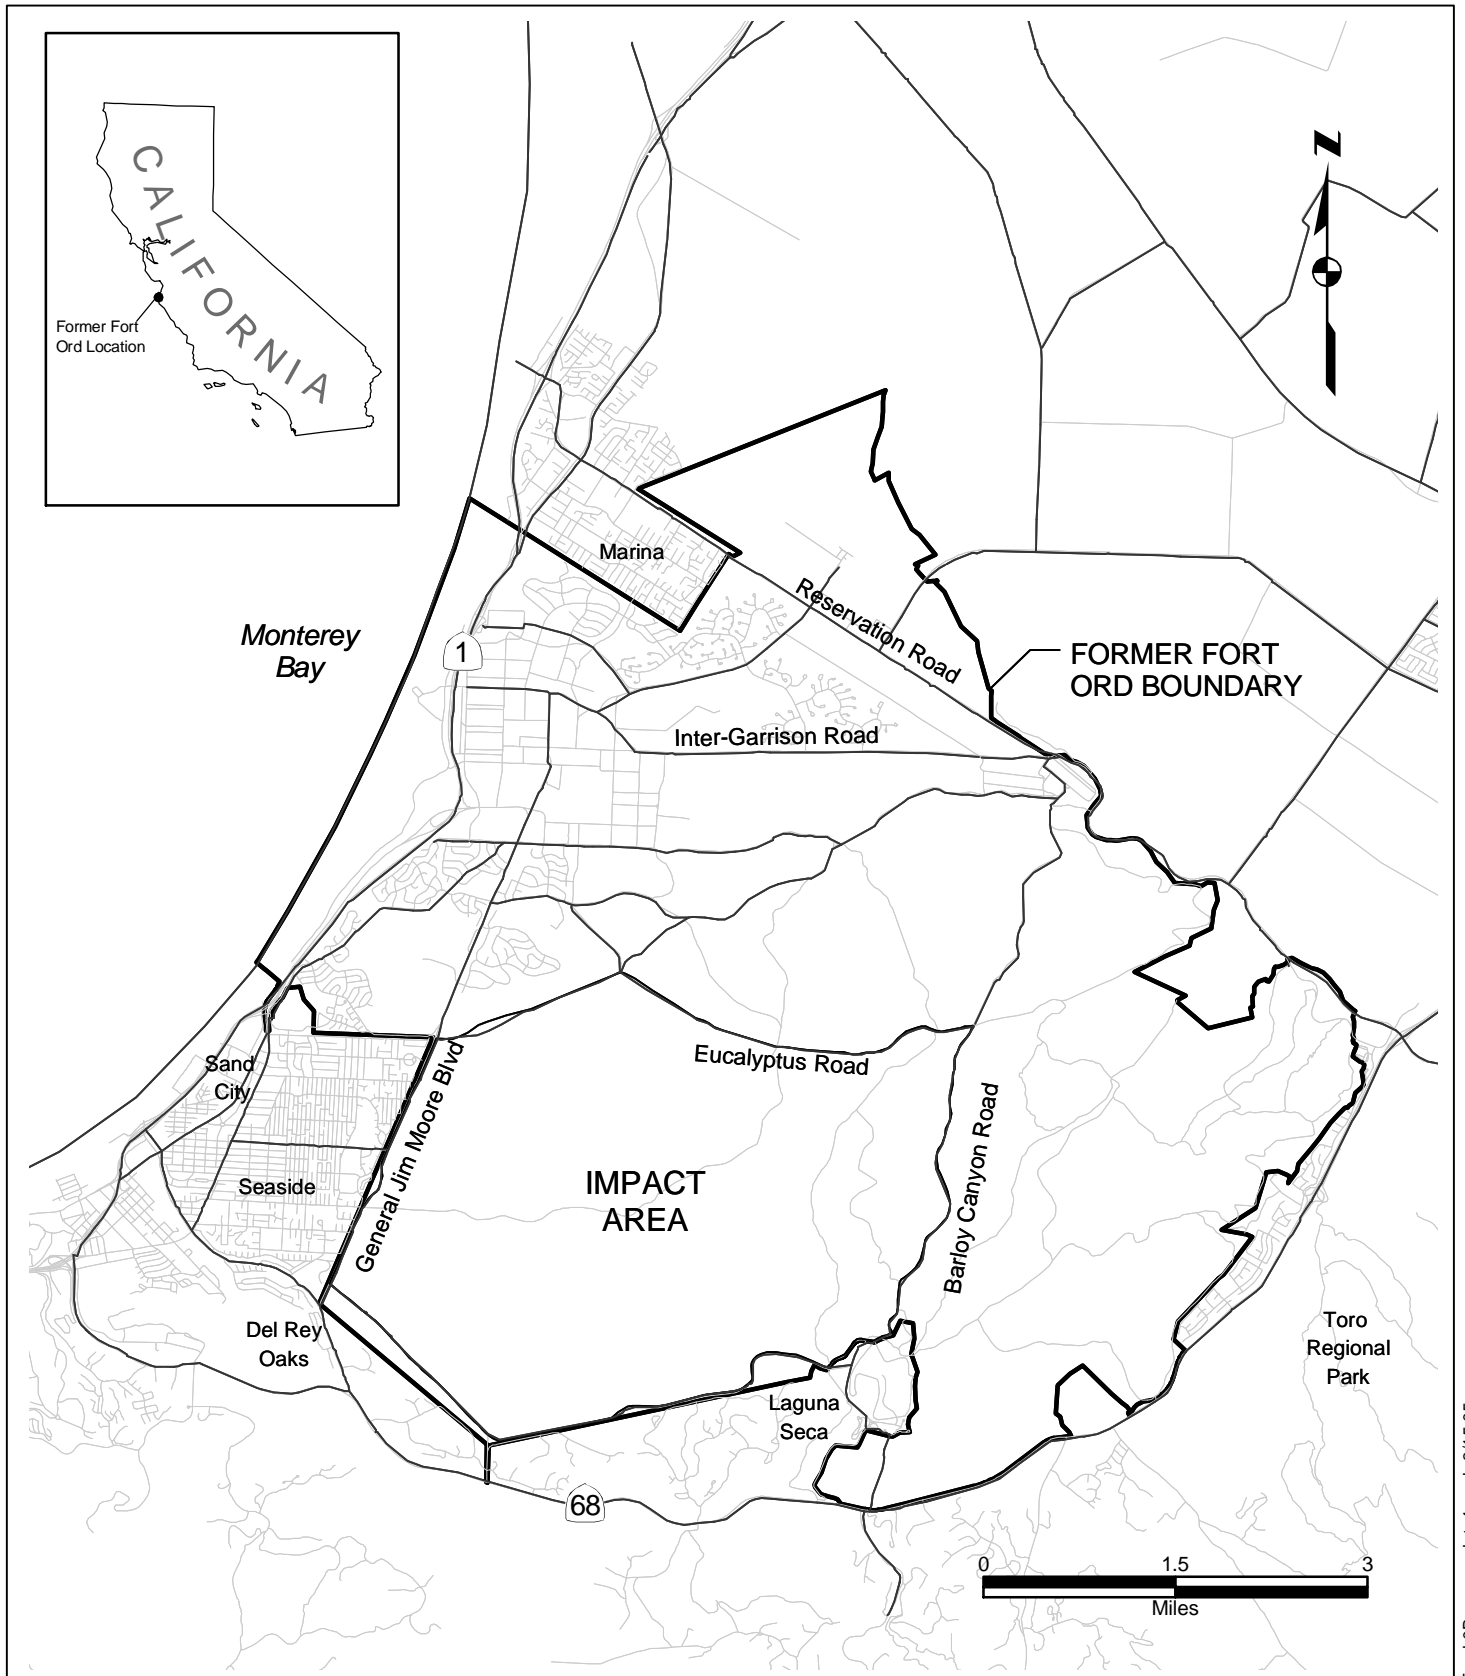 CALIFORNIA
Former Fort
Ord Location
N
Marina
Reservation Road
Monterey
Bay
1
FORMER FORT
ORD BOUNDARY
Inter-Garrison Road
Sand
City
Eucalyptus Road
General Jim Moore Blvd
Barloy Canyon Road
IMPACT
AREA
Seaside
Del Rey
Oaks
Toro
Regional
Park
Laguna
Seca
68
0 1.5 3
Miles